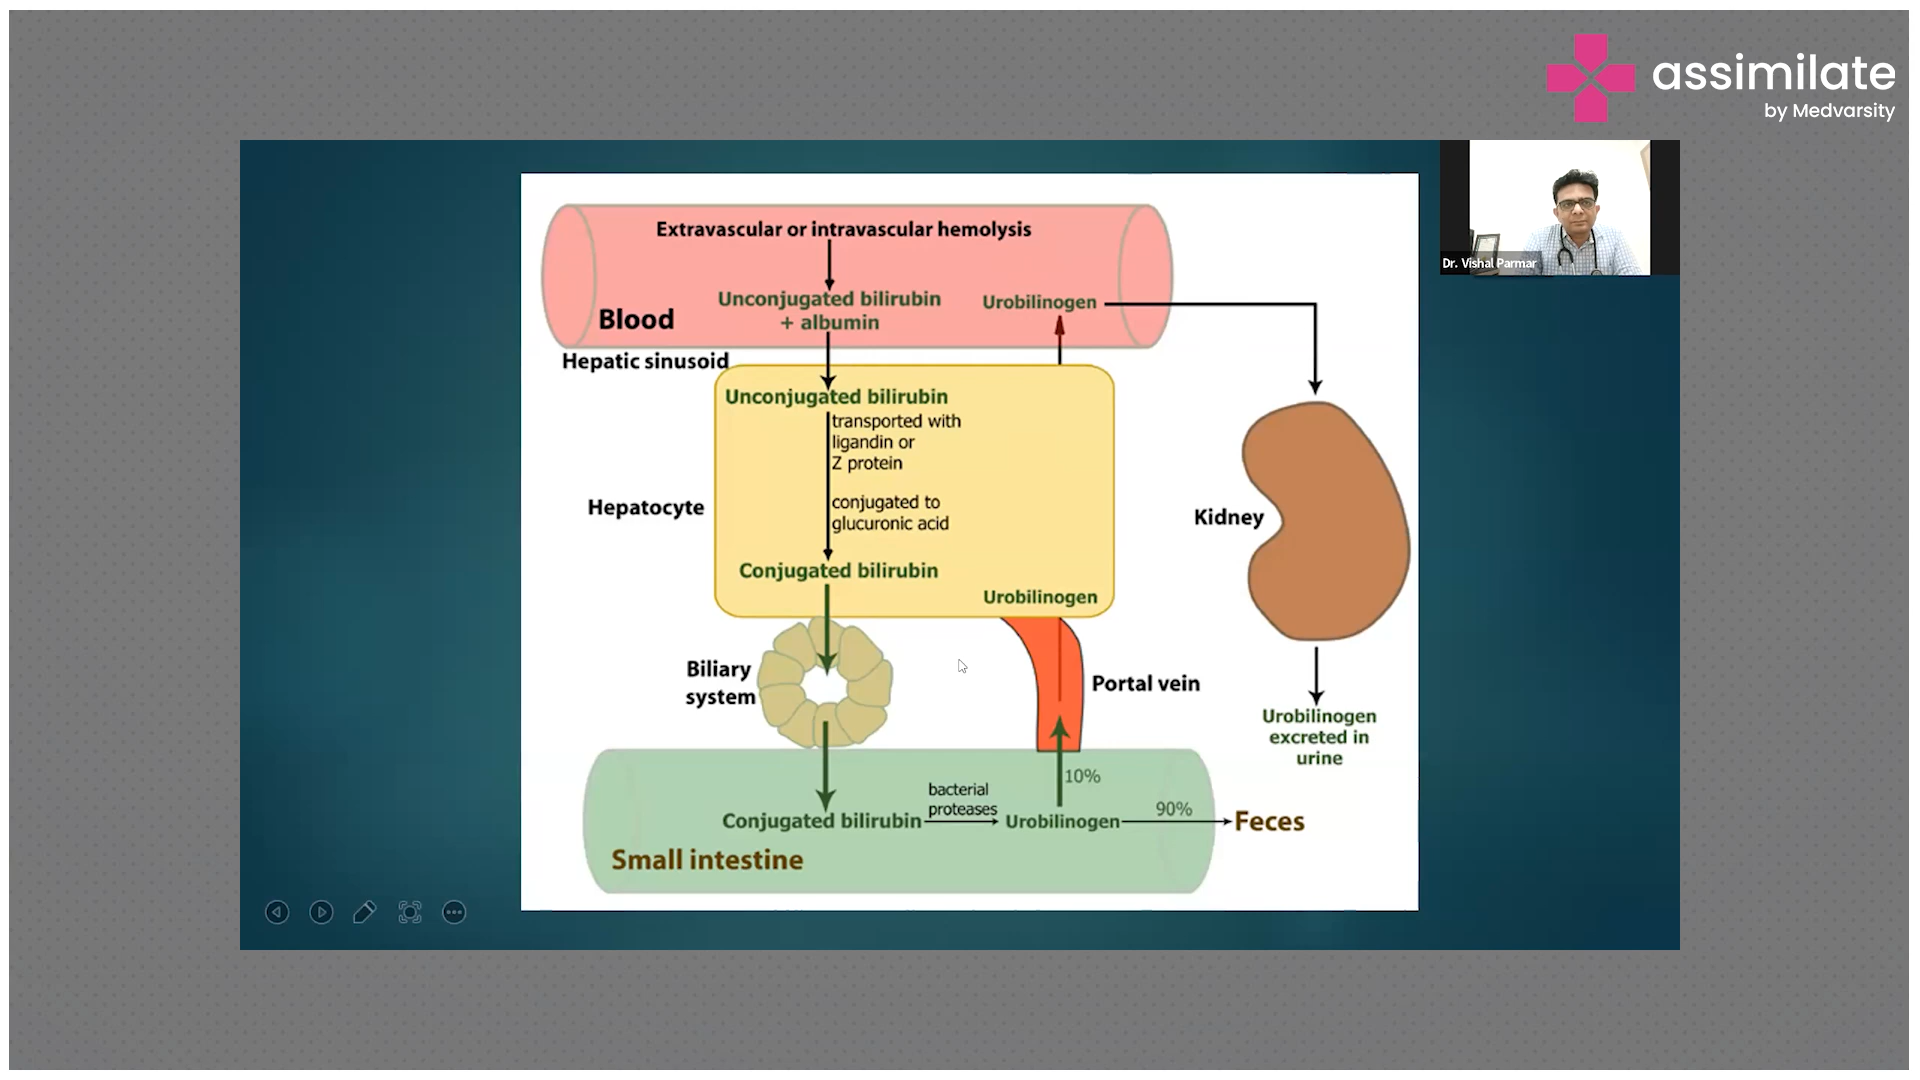 assimilate
by Medvarsity
Dr. Vishal Parmar
Extravascular or intravascular hemolysis
Unconjugated bilirubin
+ albumin
Urobilinogen
Blood
Hepatic sinusoid
Unconjugated bilirubin
transported with
ligandin or
Z protein
conjugated to
glucuronic acid
Hepatocyte
Conjugated bilirubin
Urobilinogen
Kidney
Biliary
system
Portal vein
Urobilinogen
excreted in
urine
10%
bacterial
proteases
90%
Conjugated bilirubin
Urobilinogen
Feces
Small intestine